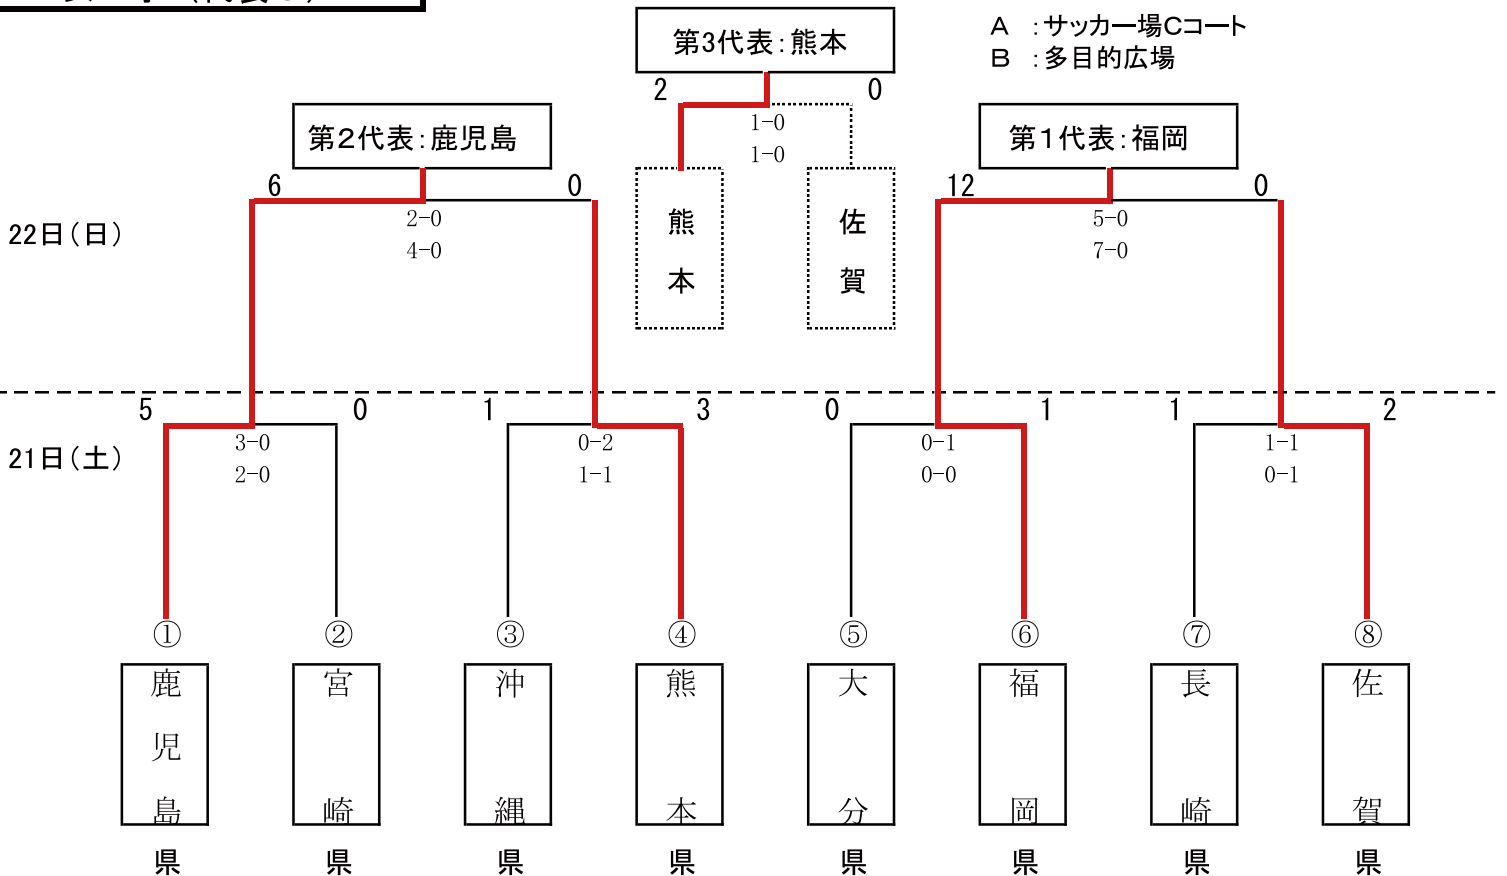 第3代表:熊本
A :サッカー場Cコート
B :多目的広場
2 0
1-0
1-0
第2代表:鹿児島
第1代表:福岡
6 0
2-0
4-0
熊本
佐賀
12 0
5-0
7-0
22日(日)
5 0 1 3 0 1 1 2
21日(土)
3-0 0-2 0-1 1-1
2-0 1-1 0-0 0-1
① ② ③ ④ ⑤ ⑥ ⑦ ⑧
鹿児島県
宮崎県
沖縄県
熊本県
大分県
福岡県
長崎県
佐賀県